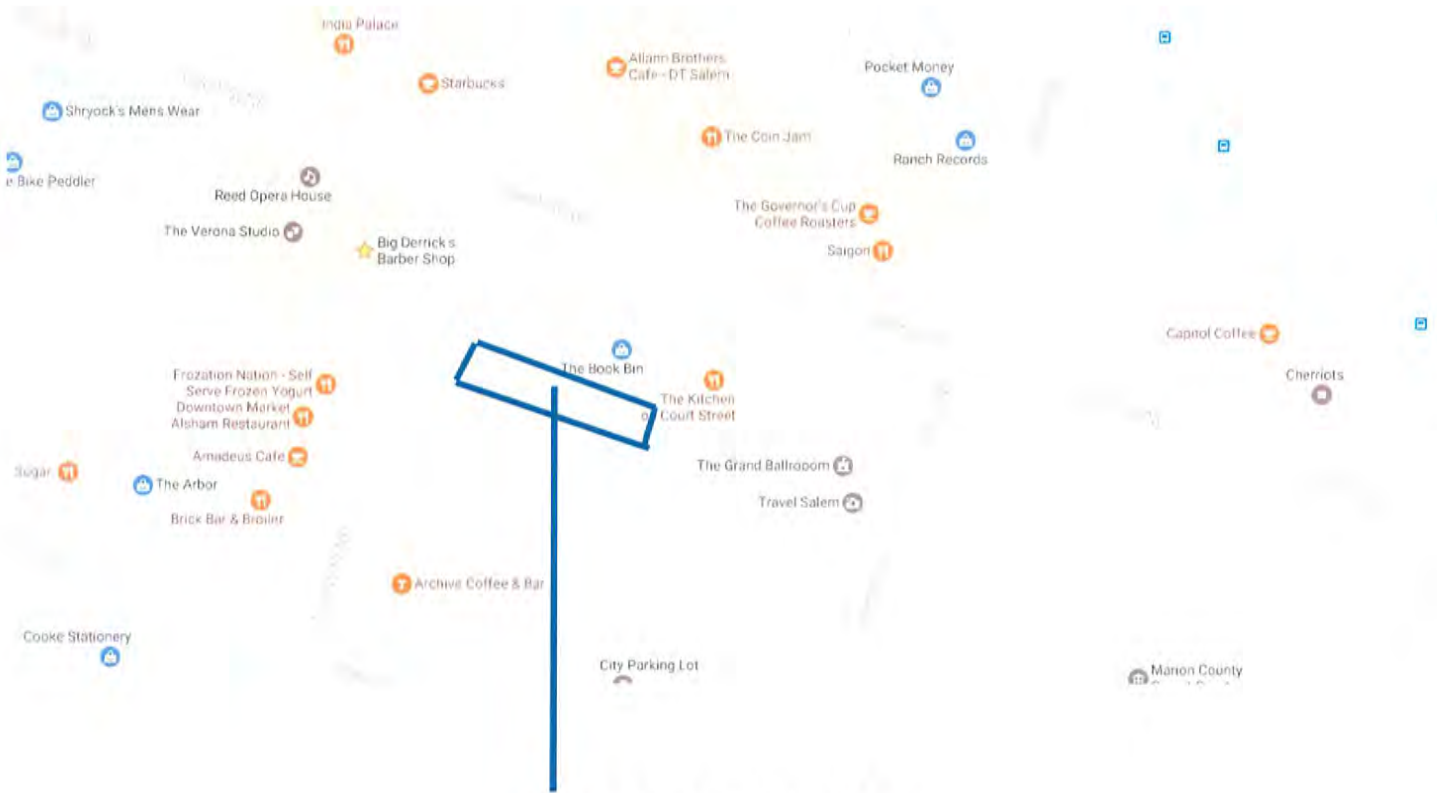 India Palace
Starbucks
Allann Brothers
Cafe - DT Salem
Pocket Money
Shryock's Mens Wear
The Coin Jam
Ranch Records
e Bike Peddler
Reed Opera House
The Governor's Cup
Coffee Roasters
The Verona Studio
Big Derrick's
Barber Shop
Saigon
Capitol Coffee
The Book Bin
Cherriots
Frozation Nation - Self
Serve Frozen Yogurt
Downtown Market
Alsham Restaurant
The Kitchen
Court Street
Amadeus Cafe
The Grand Ballroom
The Arbor
Travel Salem
Brick Bar & Broiler
Archive Coffee & Bar
Cooke Stationery
City Parking Lot
Marion County